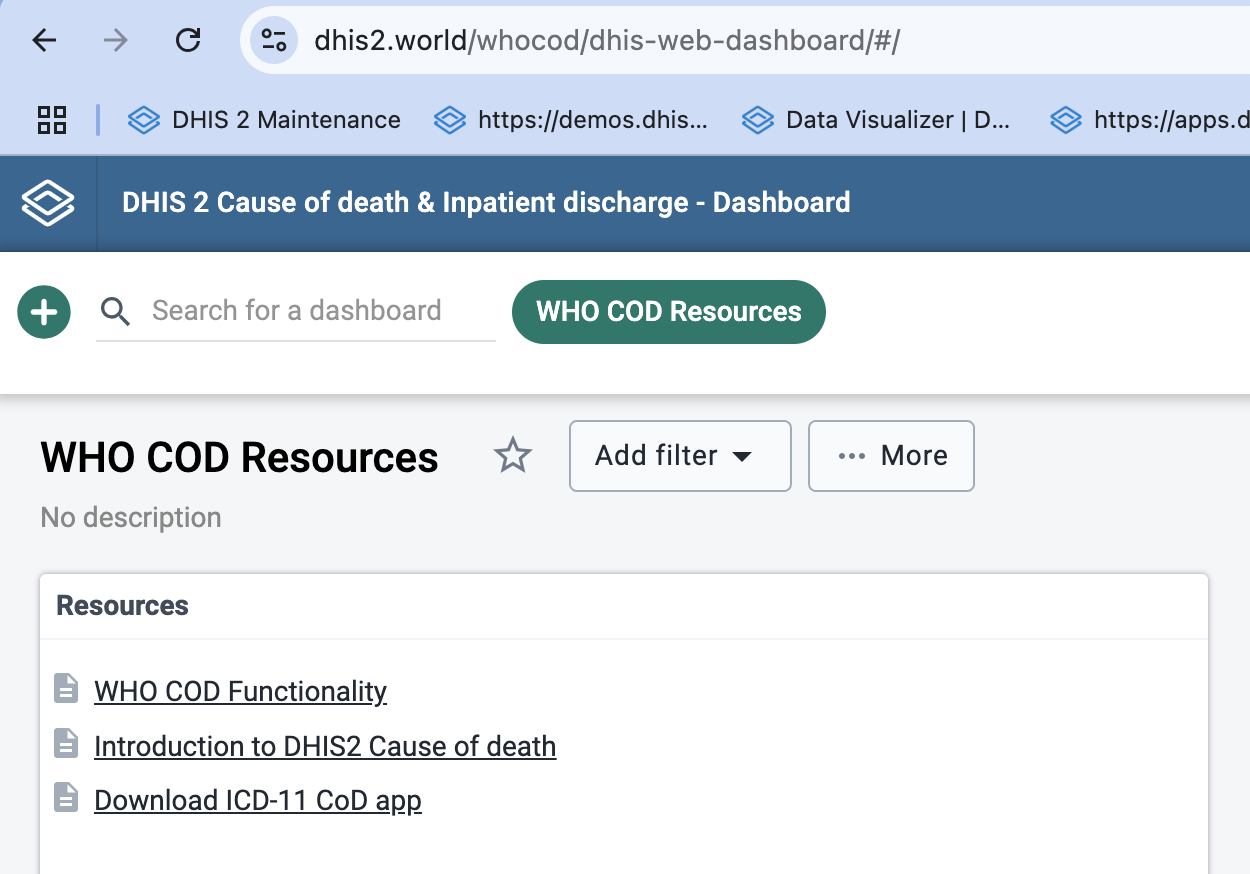 dhis2.world/whocod/dhis-web-dashboard/#/
DHIS 2 Maintenance https://demos.dhis... Data Visualizer | D... https://apps.d
DHIS 2 Cause of death & Inpatient discharge - Dashboard
Search for a dashboard WHO COD Resources
WHO COD Resources Add filter ... More
No description
Resources
WHO COD Functionality
Introduction to DHIS2 Cause of death
Download ICD-11 CoD app